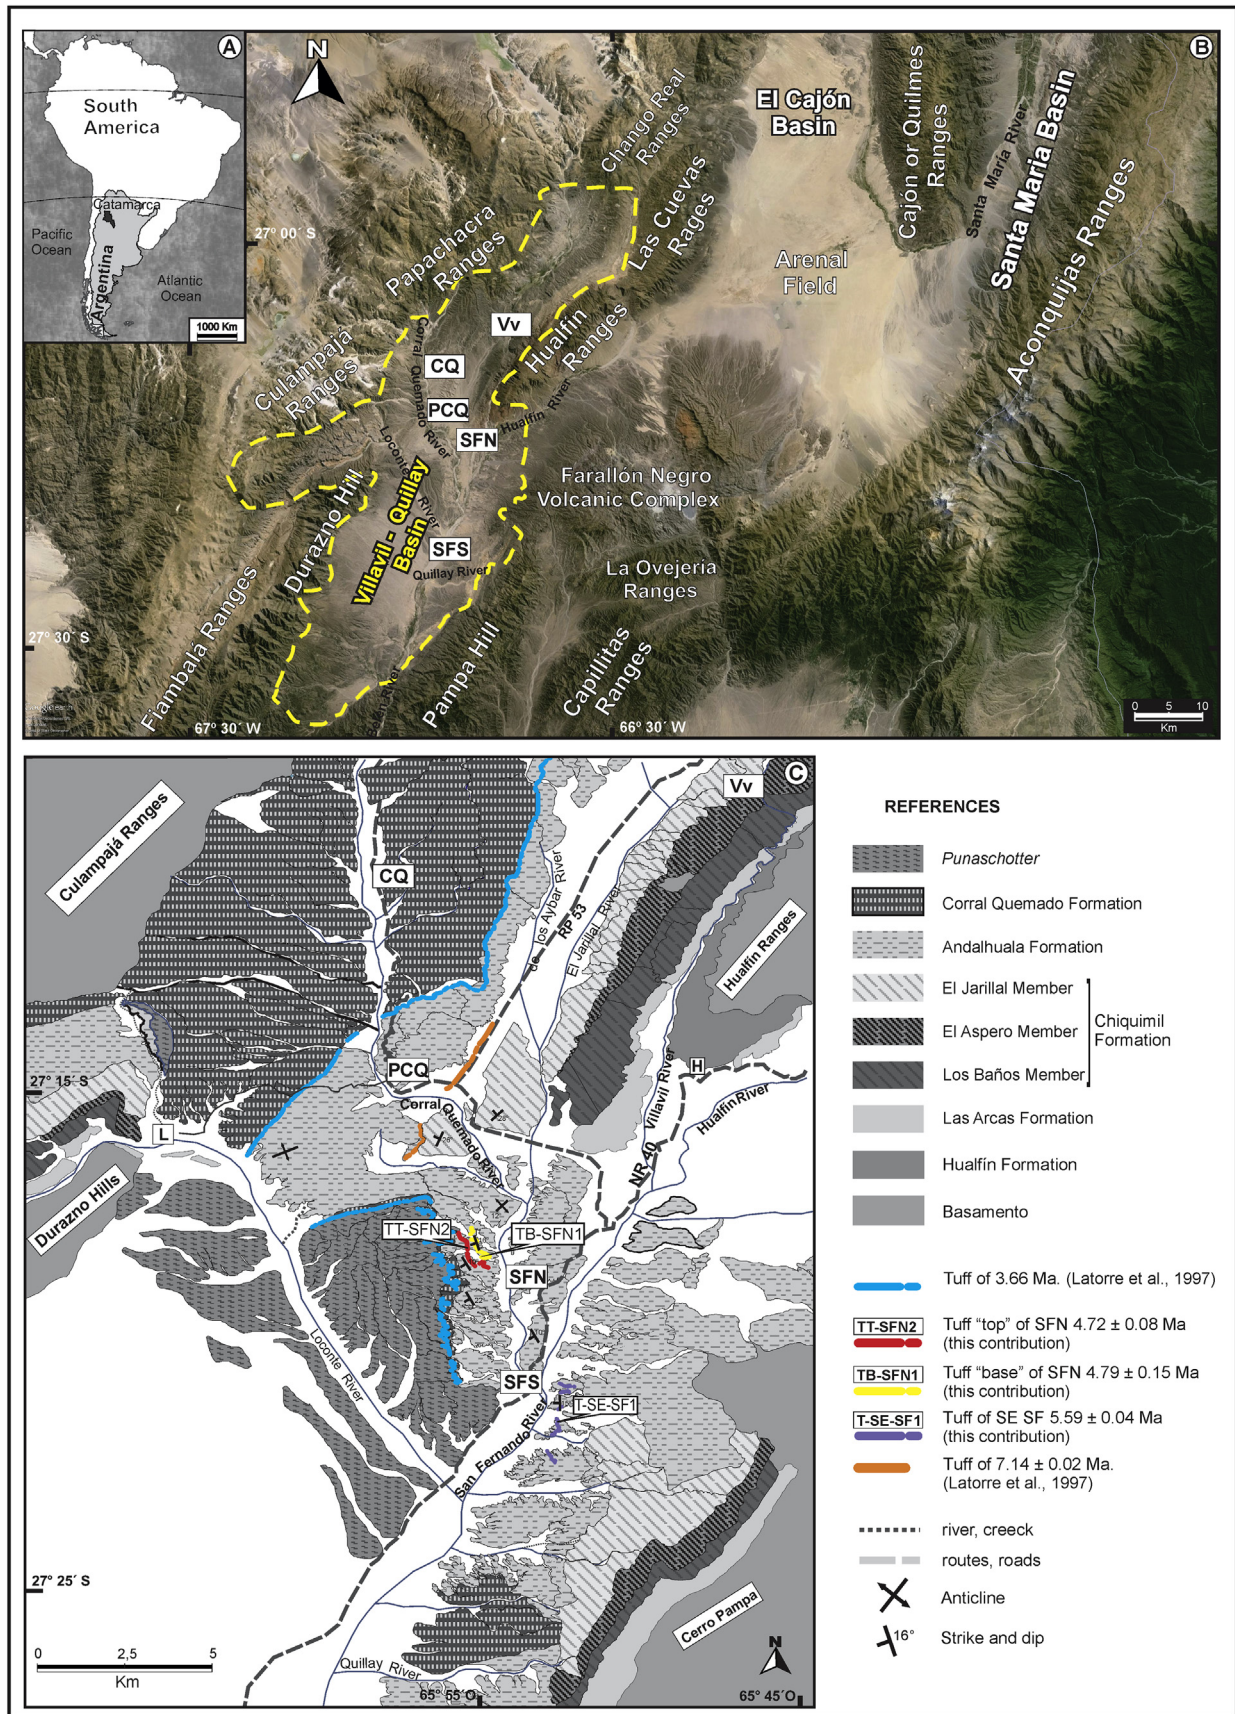 A
South
America
Catamarca
Pacific
Ocean
Argentina
Atlantic
Ocean
1000 Km
B
N
El Cajón
Basin
Chango Real
Ranges
Cajon or Quilmes
Ranges
Santa María River
Santa Maria Basin
Aconquijas Ranges
27° 00´ S
Papachacra
Ranges
Las Cuevas
Rages
Arenal
Field
Vv
Hualfin
Ranges
Culampajá
Ranges
Corral Quemado River
CQ
PCQ
SFN
Hualfin River
Loconte River
Farallón Negro
Volcanic Complex
Durazno Hill
Villavil - Quillay
Basin
SFS
Quillay River
La Ovejería
Ranges
Fiambalá Ranges
27° 30´ S
Pampa Hill
Capillitas
Ranges
67° 30´ W
66° 30´ W
0 5 10
Km
C
Vv
Culampajá Ranges
CQ
de los Aybar River
RP 53
El Jarillal River
Hualfín Ranges
PCQ
27° 15´ S
H
Corral Quemado River
Villavil River
Hualfín River
L
26°
28°
NR 40
Durazno Hills
TT-SFN2
TB-SFN1
SFN
Loconte River
SFS
T-SE-SF1
San Fernando River
27° 25´ S
Cerro Pampa
N
0 2,5 5
Km
Quillay River
65° 55´O
65° 45´O
REFERENCES
Punaschotter
Corral Quemado Formation
Andalhuala Formation
El Jarillal Member
El Aspero Member
Chiquimil
Formation
Los Baños Member
Las Arcas Formation
Hualfín Formation
Basamento
Tuff of 3.66 Ma. (Latorre et al., 1997)
TT-SFN2
Tuff “top” of SFN 4.72 ± 0.08 Ma
(this contribution)
TB-SFN1
Tuff “base” of SFN 4.79 ± 0.15 Ma
(this contribution)
T-SE-SF1
Tuff of SE SF 5.59 ± 0.04 Ma
(this contribution)
Tuff of 7.14 ± 0.02 Ma.
(Latorre et al., 1997)
river, creeck
routes, roads
Anticline
16°
Strike and dip